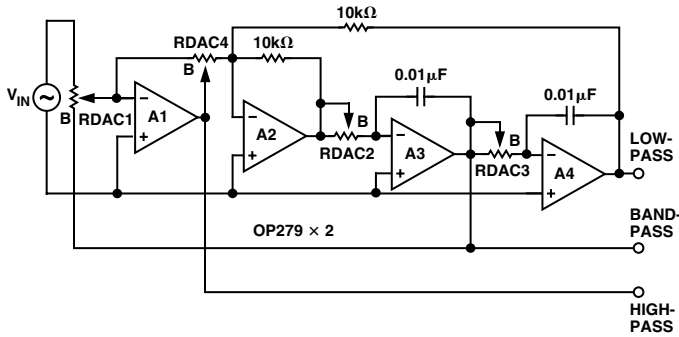 10kΩ
RDAC4
10kΩ
B
0.01µF
0.01µF
VIN
B
RDAC1
–
+
A1
–
+
A2
B
RDAC2
–
+
A3
B
RDAC3
–
+
A4
LOW-
PASS
OP279 × 2
BAND-
PASS
HIGH-
PASS